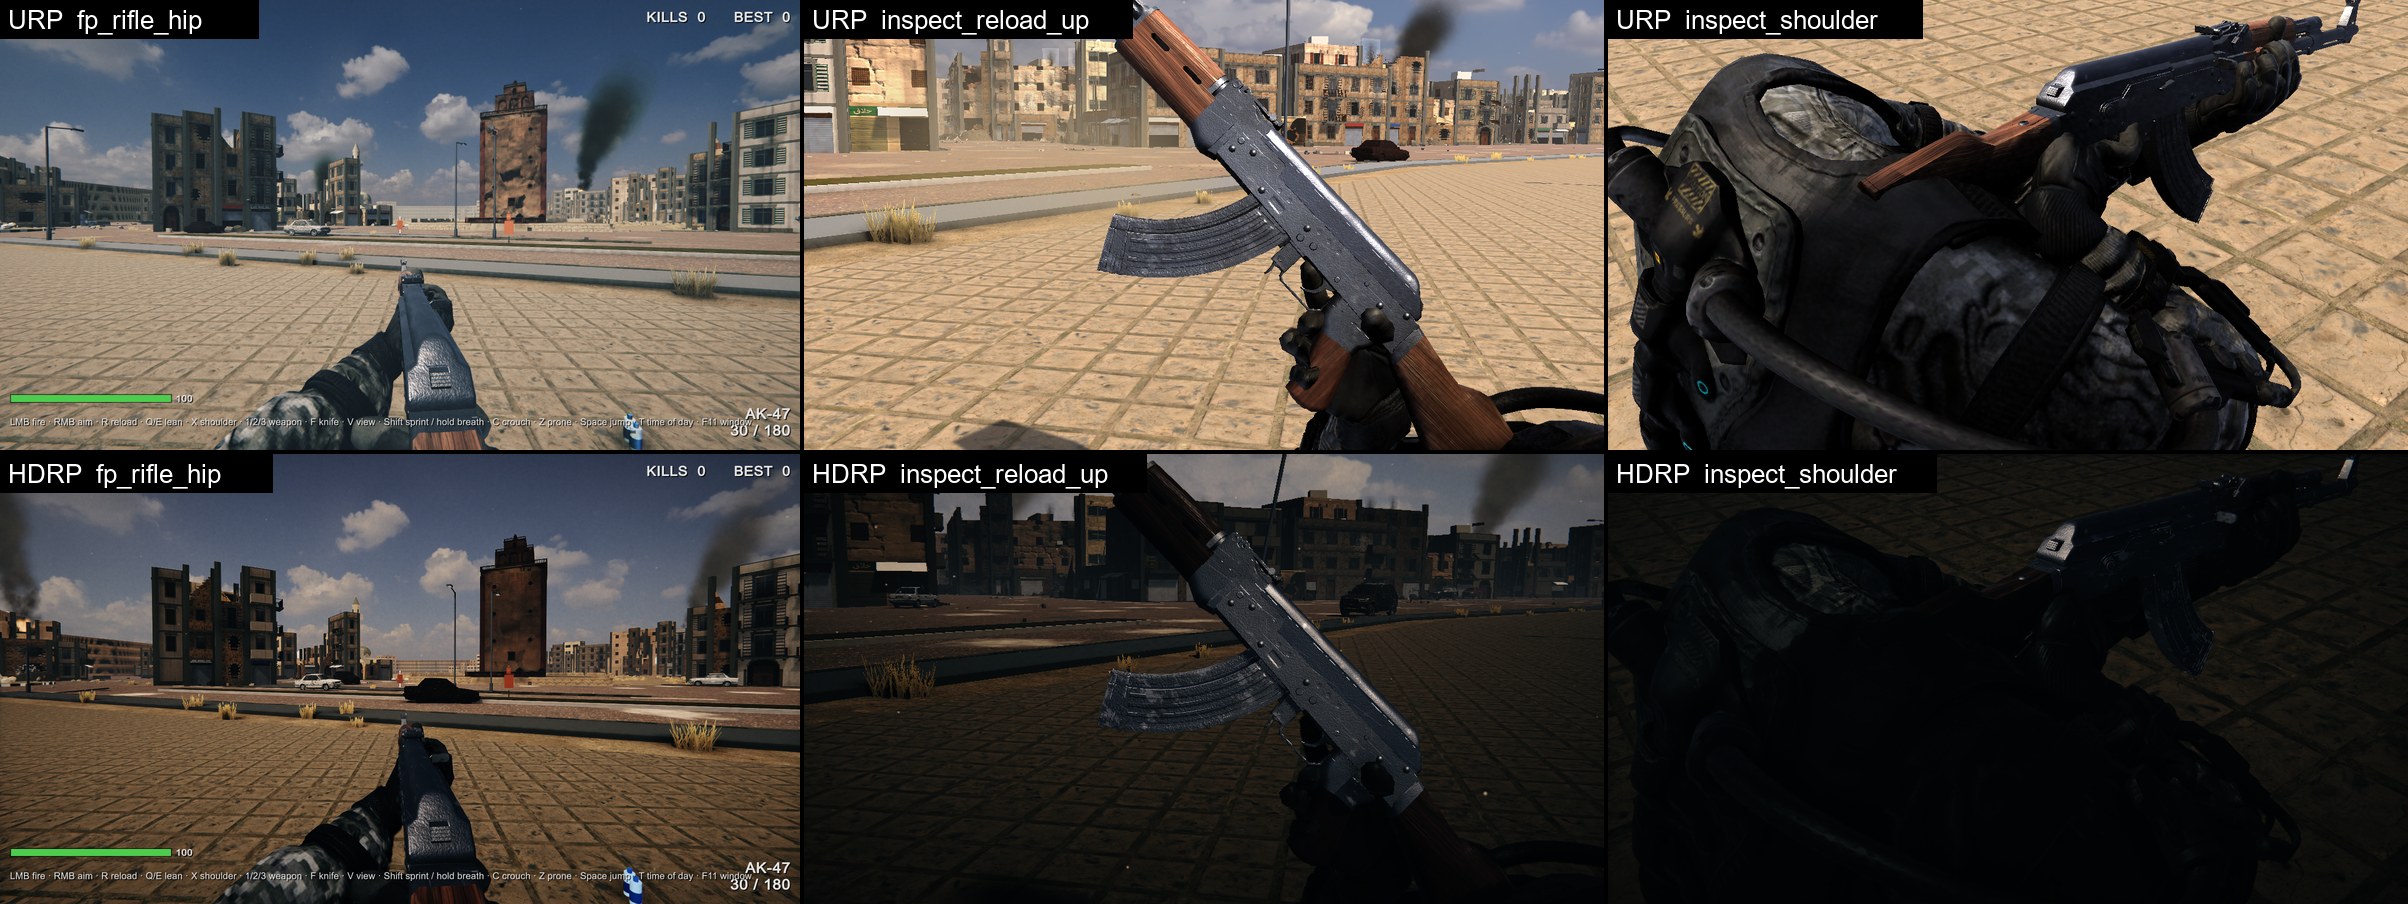 URP fp_rifle_hip
KILLS 0 BEST 0
100
LMB fire · RMB aim · R reload · Q/E lean · X shoulder · 1/2/3 weapon · F knife · V view · Shift sprint / hold breath · C crouch · Z prone · Space jump · T time of day · F11 window
AK-47
30 / 180
URP inspect_reload_up
URP inspect_shoulder
HDRP fp_rifle_hip
KILLS 0 BEST 0
100
LMB fire · RMB aim · R reload · Q/E lean · X shoulder · 1/2/3 weapon · F knife · V view · Shift sprint / hold breath · C crouch · Z prone · Space jump · T time of day · F11 window
AK-47
30 / 180
HDRP inspect_reload_up
HDRP inspect_shoulder